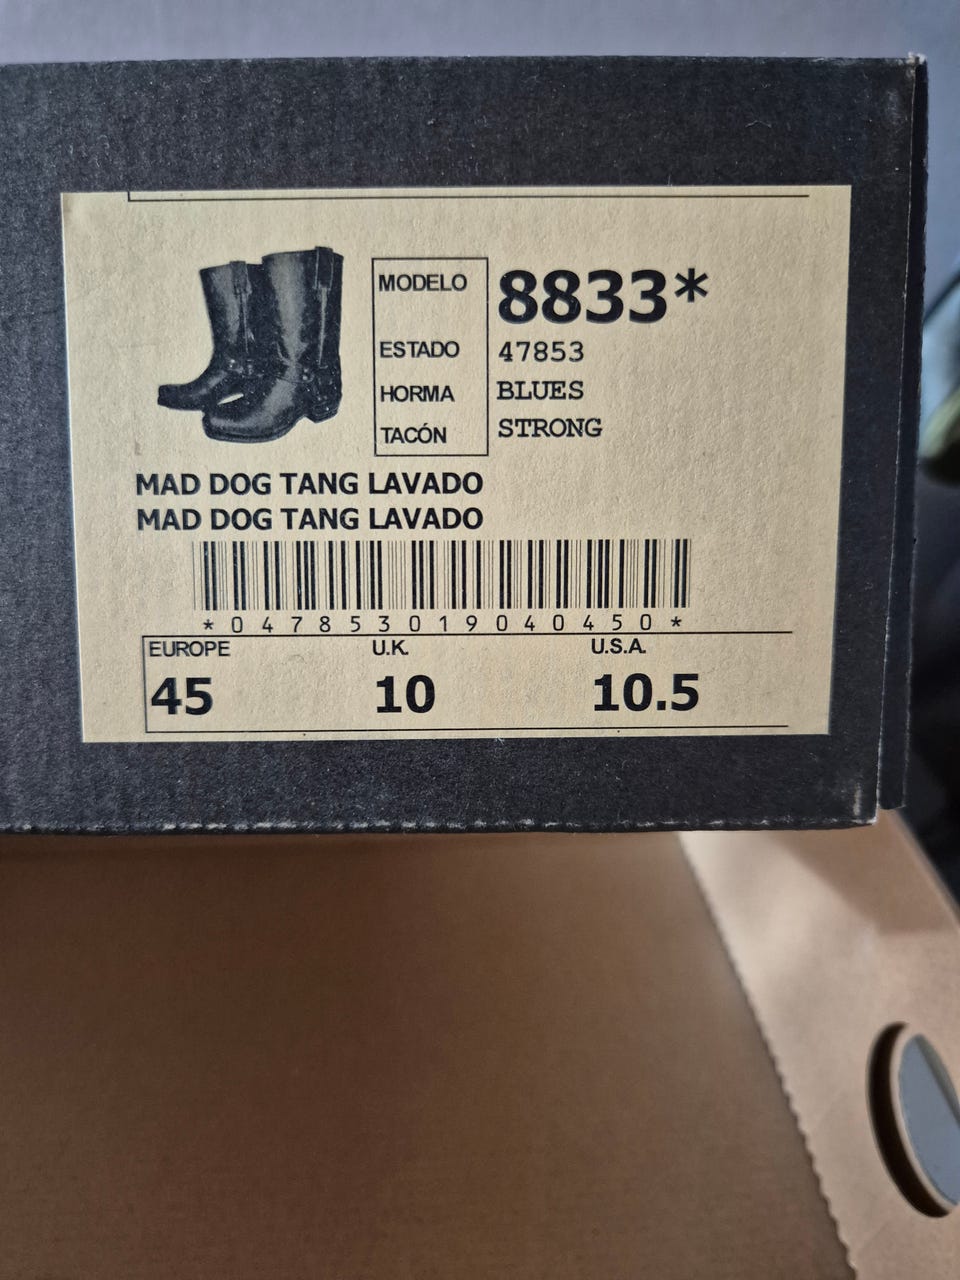 MODELO 8833*
ESTADO 47853
HORMA BLUES
TACÓN STRONG
MAD DOG TANG LAVADO
MAD DOG TANG LAVADO
*047853019040450*
EUROPE U.K. U.S.A.
45 10 10.5